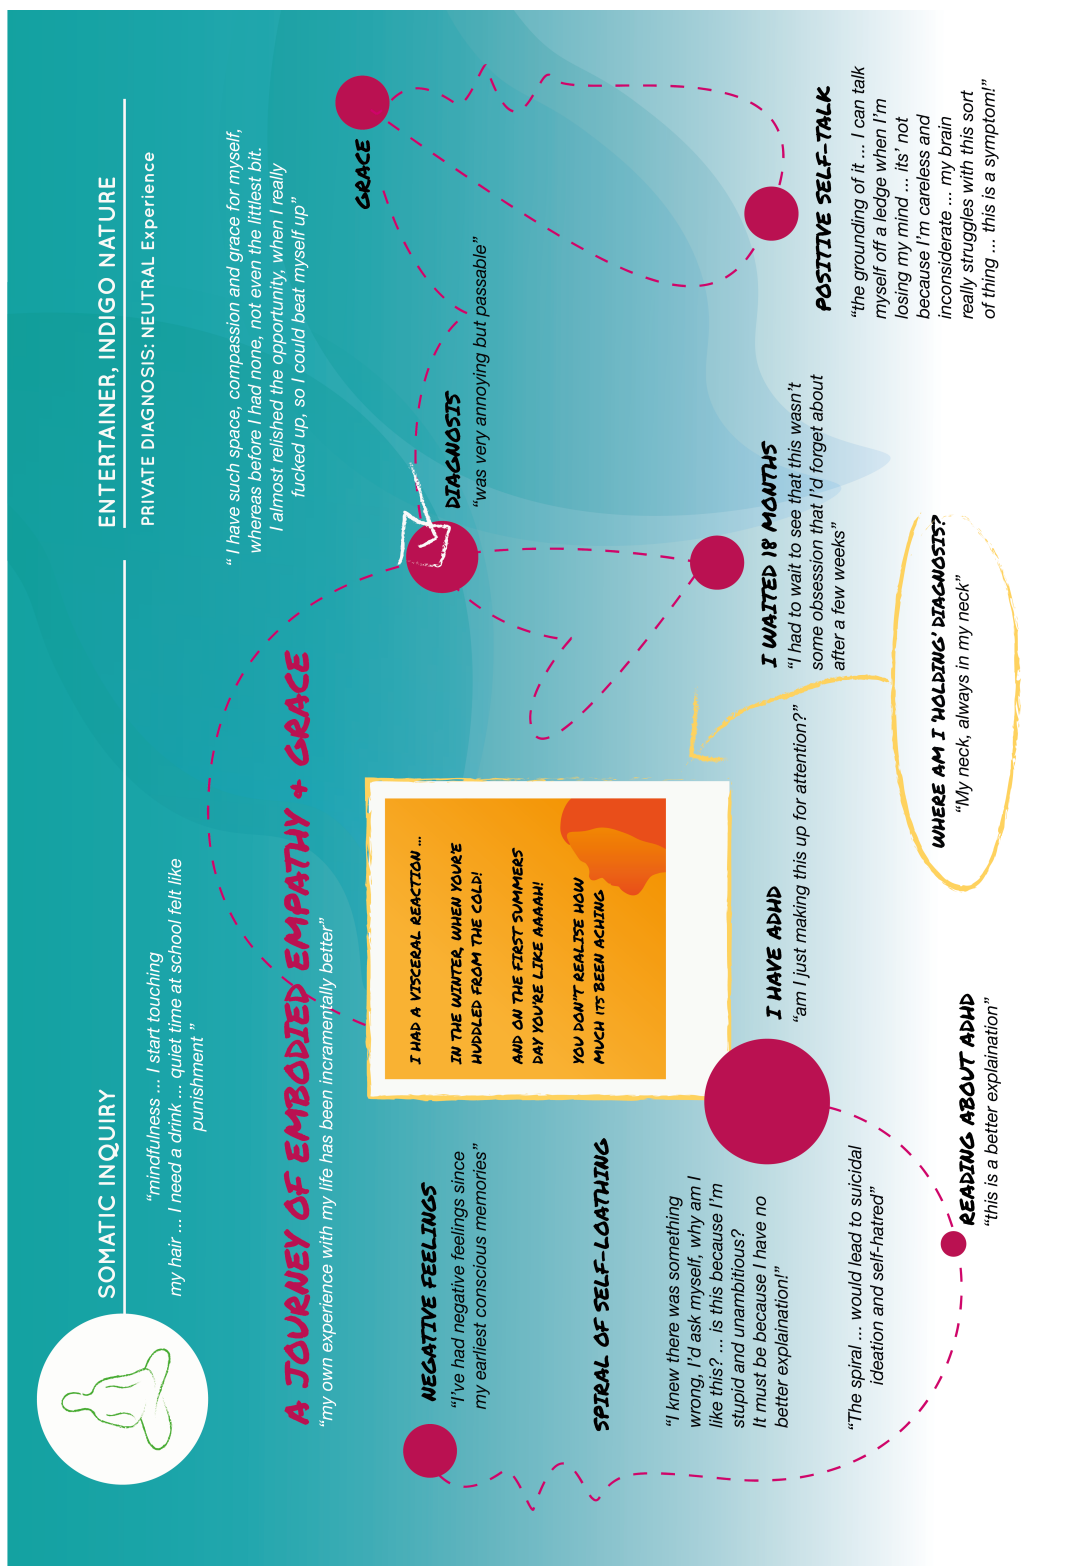 SOMATIC INQUIRY
ENTERTAINER, INDIGO NATURE
PRIVATE DIAGNOSIS: NEUTRAL Experience
“mindfulness ... I start touching
my hair ... I need a drink ... quiet time at school felt like
punishment ”
“ I have such space, compassion and grace for myself,
whereas before I had none, not even the littlest bit.
I almost relished the opportunity, when I really
fucked up, so I could beat myself up”
A JOURNEY OF EMBODIED EMPATHY + GRACE
“my own experience with my life has been incramentally better”
GRACE
NEGATIVE FEELINGS
“I’ve had negative feelings since
my earliest conscious memories”
I HAD A VISCERAL REACTION ...
IN THE WINTER, WHEN YOUR'E
HUDDLED FROM THE COLD!
AND ON THE FIRST SUMMERS
DAY YOU'RE LIKE AAAAH!
YOU DON'T REALISE HOW
MUCH ITS BEEN ACHING
DIAGNOSIS
“was very annoying but passable”
SPIRAL OF SELF-LOATHING
“I knew there was something
wrong, I’d ask myself, why am I
like this? ... is this because I’m
stupid and unambitious?
It must be because I have no
better explaination!”
“The spiral ... would lead to suicidal
ideation and self-hatred”
I HAVE ADHD
“am I just making this up for attention?”
I WAITED 18 MONTHS
“I had to wait to see that this wasn’t
some obsession that I’d forget about
after a few weeks”
POSITIVE SELF-TALK
“the grounding of it ... I can talk
myself off a ledge when I’m
losing my mind ... its’ not
because I’m careless and
inconsiderate ... my brain
really struggles with this sort
of thing ... this is a symptom!”
READING ABOUT ADHD
“this is a better explaination”
WHERE AM I 'HOLDING' DIAGNOSIS?
“My neck, always in my neck”